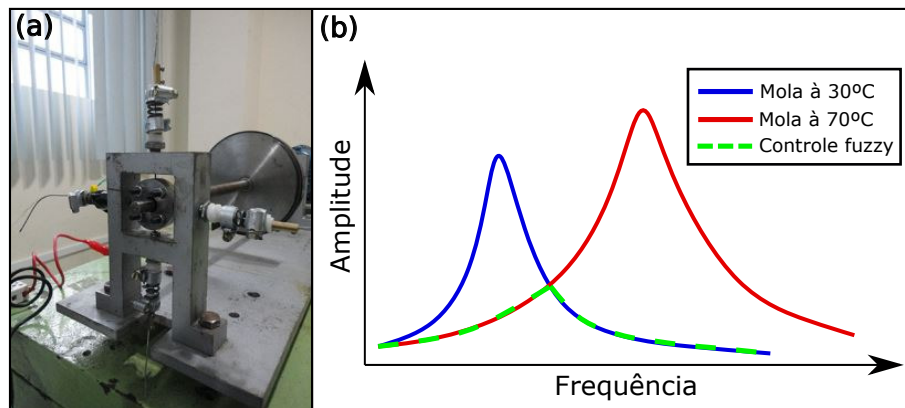 (a)
(b)
Mola à 30ºC
Mola à 70ºC
Controle fuzzy
Amplitude
Frequência